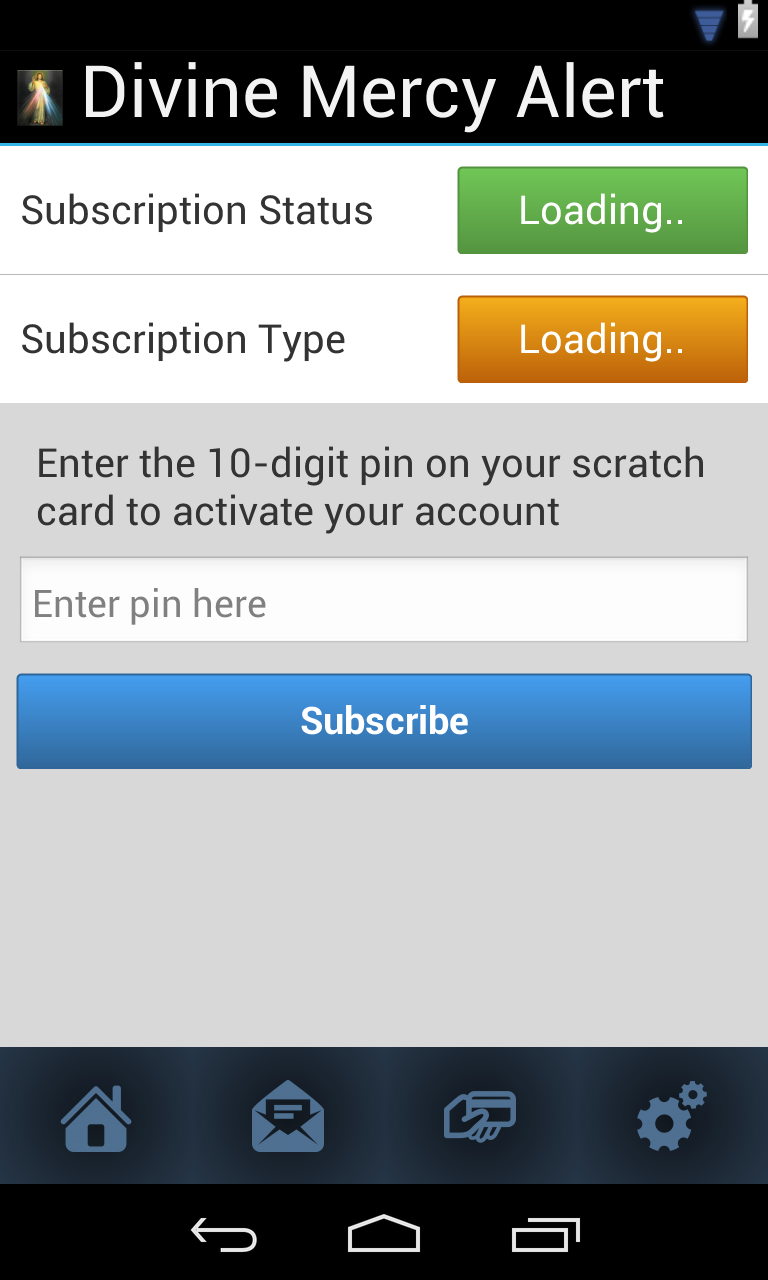 Divine Mercy Alert
Subscription Status
Loading..
Subscription Type
Loading..
Enter the 10-digit pin on your scratch
card to activate your account
Enter pin here
Subscribe